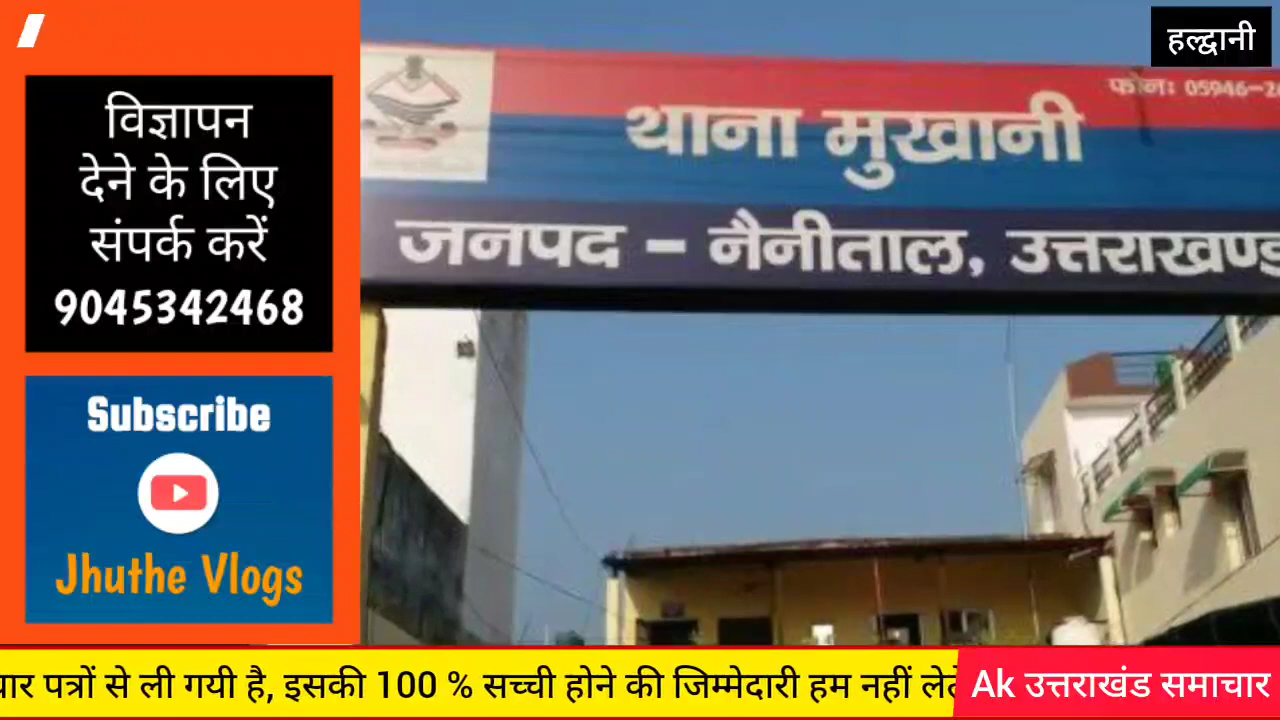 हल्द्वानी
विज्ञापन
देने के लिए
संपर्क करें
9045342468
Subscribe
Jhuthe Vlogs
फोनः 05946-2
थाना मुखानी
जनपद - नैनीताल, उत्तराखण्ड
पत्रों से ली गयी है, इसकी 100 % सच्ची होने की जिम्मेदारी हम नहीं
Ak उत्तराखंड समाचार